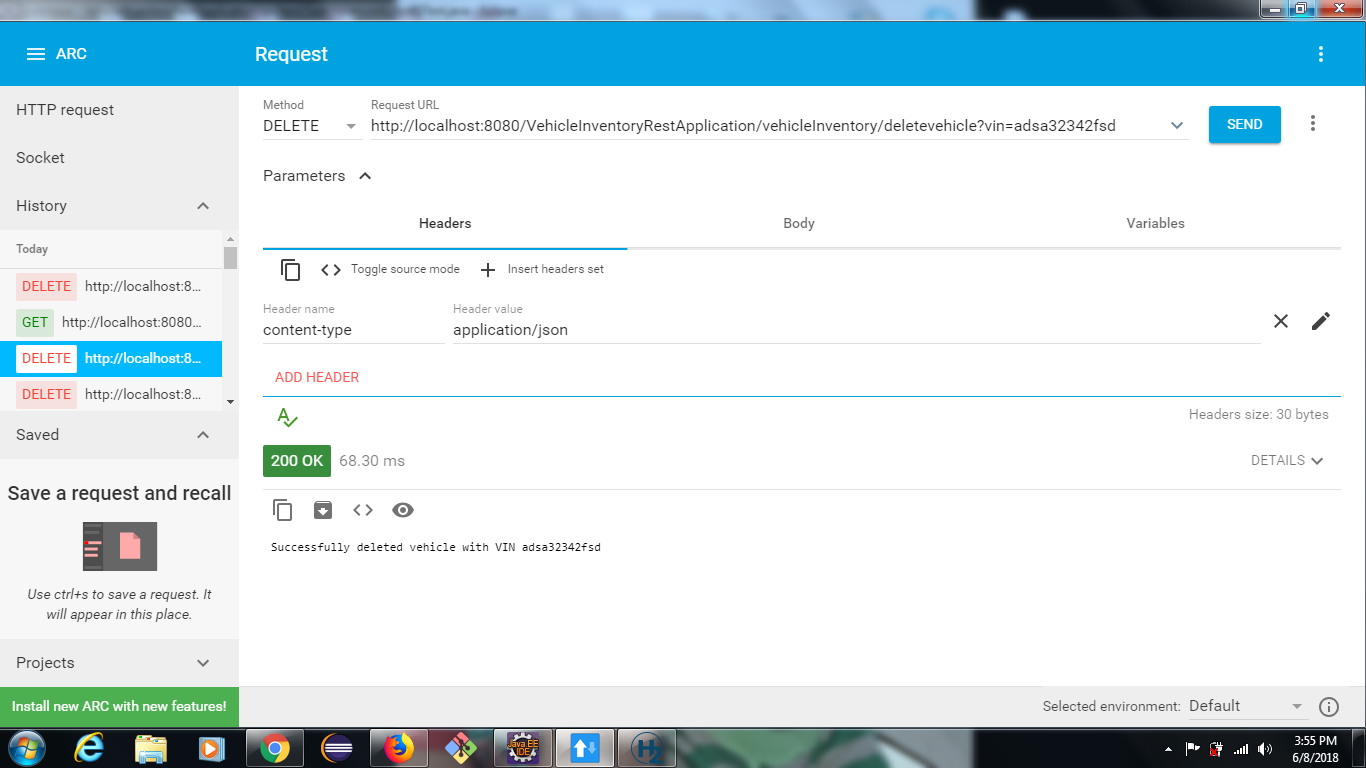 ARC
Request
HTTP request
Socket
History
Today
DELETE http://localhost:8...
GET http://localhost:8080...
DELETE http://localhost:8...
DELETE http://localhost:8...
Saved
Save a request and recall
Use ctrl+s to save a request. It
will appear in this place.
Projects
Install new ARC with new features!
Method
DELETE
Request URL
http://localhost:8080/VehicleInventoryRestApplication/vehicleInventory/deletevehicle?vin=adsa32342fsd
SEND
Parameters
Headers Body Variables
Toggle source mode Insert headers set
Header name Header value
content-type application/json
ADD HEADER
Headers size: 30 bytes
200 OK 68.30 ms DETAILS
Successfully deleted vehicle with VIN adsa32342fsd
Selected environment: Default
Java EE
IDE
3:55 PM
6/8/2018